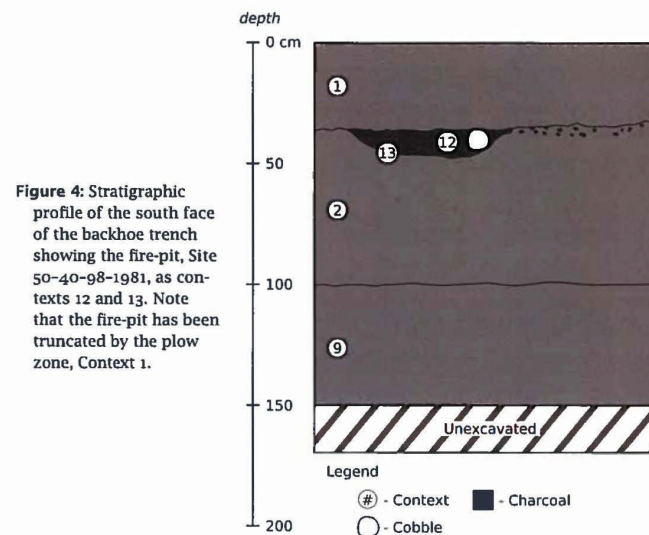 depth
0 cm
1
12
13
50
Figure 4: Stratigraphic
profile of the south face
of the backhoe trench
showing the fire-pit, Site
50-40-98-1981, as con-
texts 12 and 13. Note
that the fire-pit has been
truncated by the plow
zone, Context 1.
2
100
9
150
Unexcavated
Legend
# - Context - Charcoal
- Cobble
200